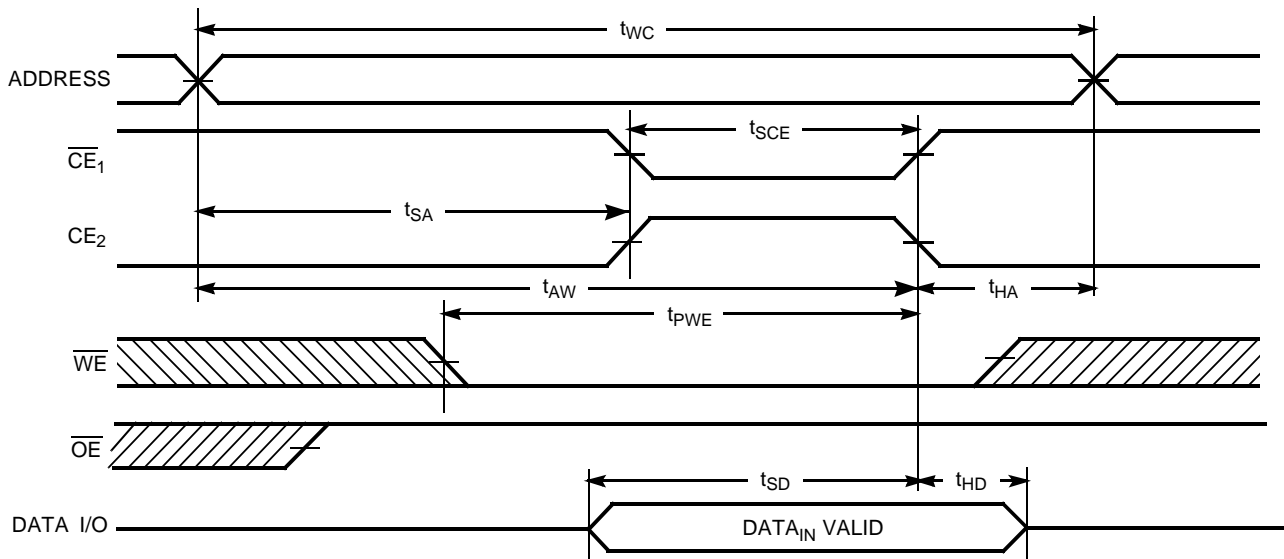 tWC
ADDRESS
tSCE
CE1
tSA
CE2
tAW
tHA
tPWE
WE
OE
tSD
tHD
DATA I/O
DATAIN VALID